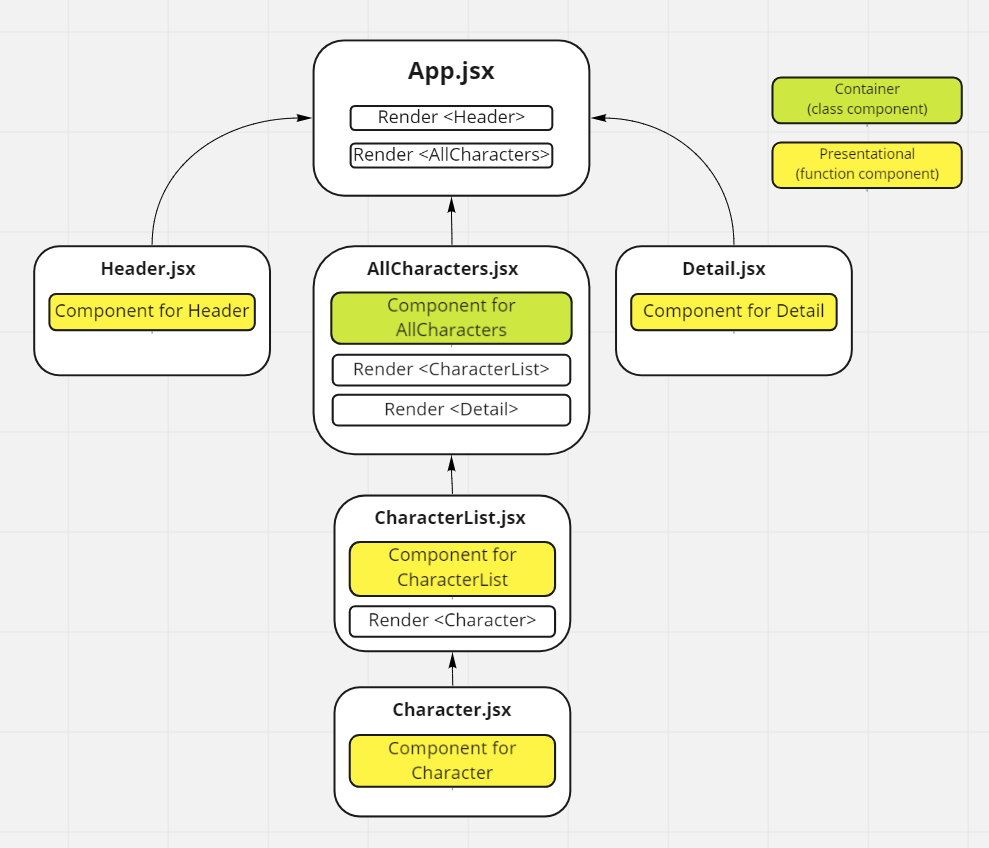 App.jsx
Render <Header>
Render <AllCharacters>
Container
(class component)
Presentational
(function component)
Header.jsx
Component for Header
AllCharacters.jsx
Component for
AllCharacters
Render <CharacterList>
Render <Detail>
Detail.jsx
Component for Detail
CharacterList.jsx
Component for
CharacterList
Render <Character>
Character.jsx
Component for
Character